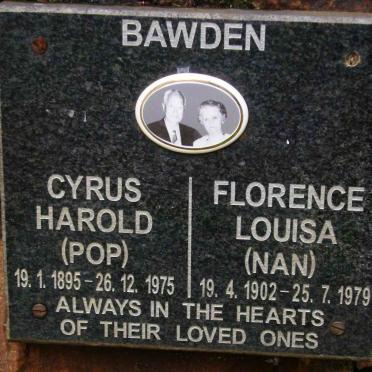 BAWDEN
CYRUS
HAROLD
(POP)
19. 1. 1895 - 26. 12. 1975
FLORENCE
LOUISA
(NAN)
19. 4. 1902 - 25. 7. 1979
ALWAYS IN THE HEARTS
OF THEIR LOVED ONES